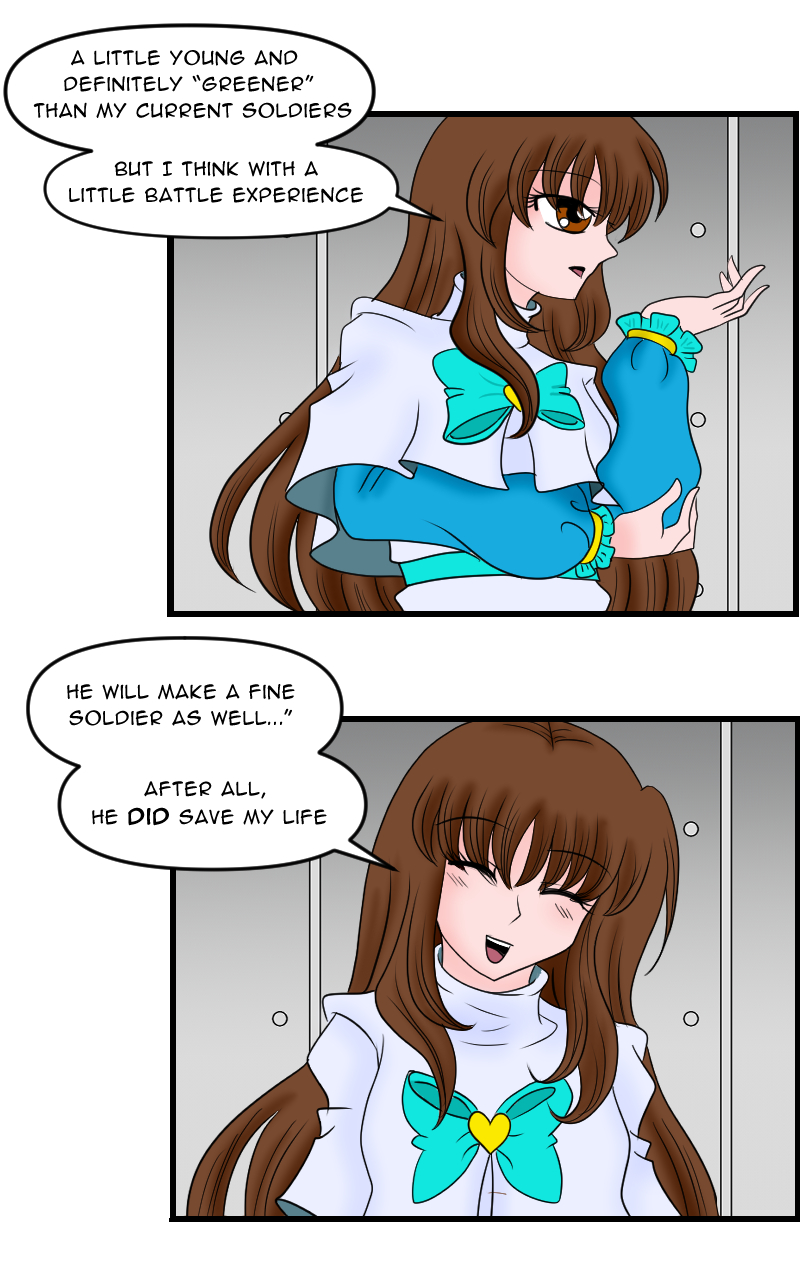 A LITTLE YOUNG AND
DEFINITELY “GREENER”
THAN MY CURRENT SOLDIERS
BUT I THINK WITH A
LITTLE BATTLE EXPERIENCE
HE WILL MAKE A FINE
SOLDIER AS WELL...”
AFTER ALL,
HE DID SAVE MY LIFE